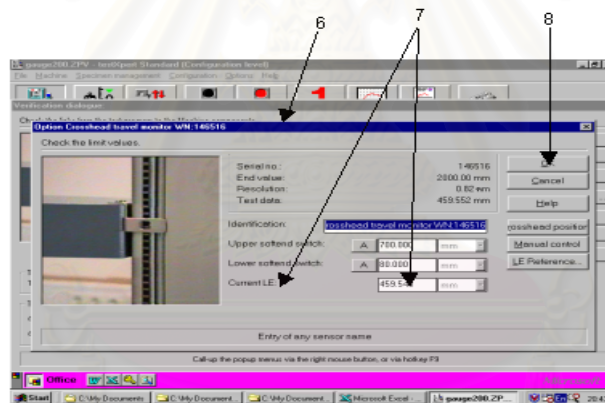 6 7 8
gauge200.ZPV - testXpert Standard (Configuration level)
File Machine Specimen management Configuration Options Help
Verification dialogue
Option Crosshead travel monitor WN:146516
Check the limit values.
Serial no.: 146516
End value: 2000.00 mm
Resolution: 0.82 mm
Test data: 459.552 mm
Cancel
Help
Identification: rosshead travel monitor WN:146516
rosshead position
Upper softend switch: A 700.000 mm
Manual control
Lower softend switch: A 80.000 mm
LE Reference...
Current LE: 459.54 mm
Entry of any sensor name
Call-up the popup menus via the right mouse button, or via hotkey F9
Office
Microsoft
Start C:\My Documents C:\My Document... C:\My Document... Microsoft Excel - ... gauge200.ZP... En 20:4